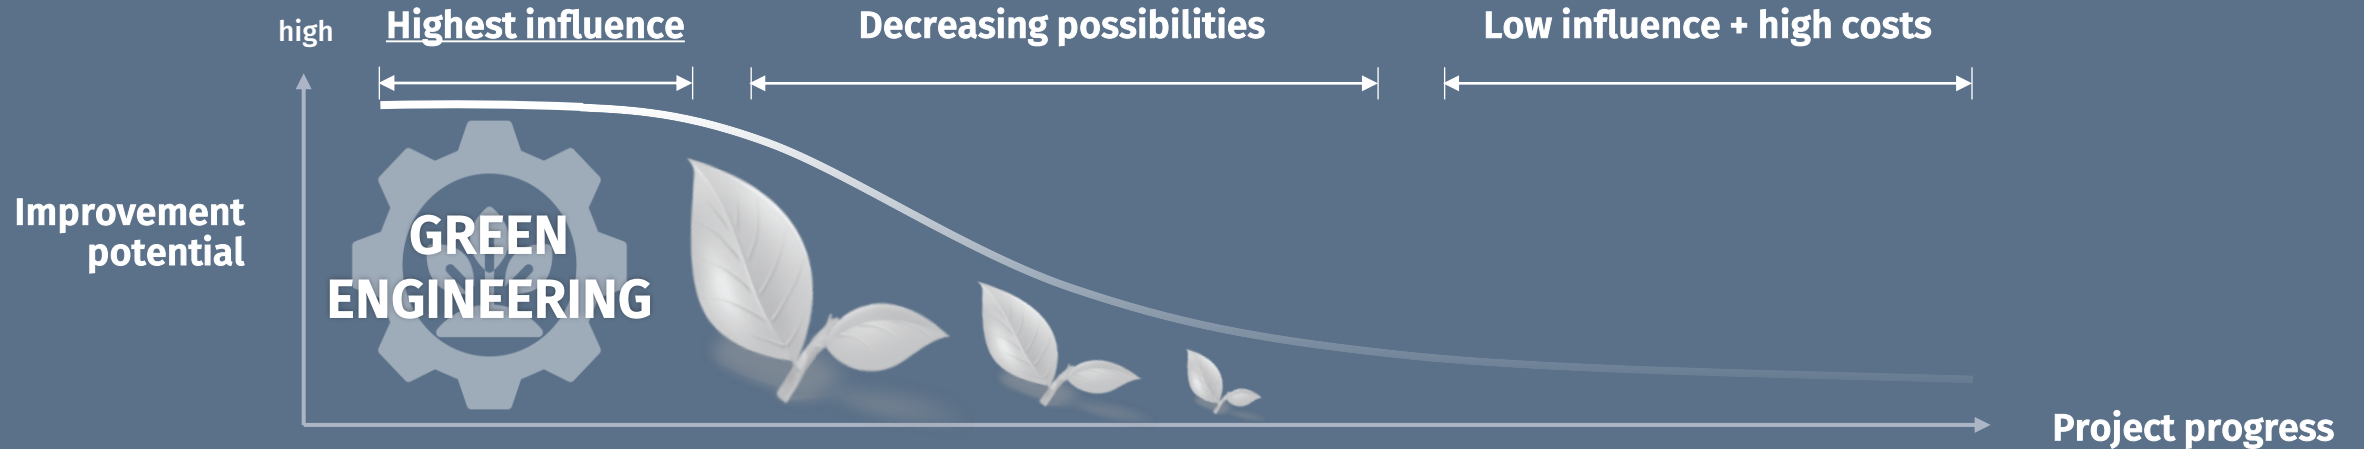 high
Highest influence
Decreasing possibilities
Low influence + high costs
Improvement
potential
GREEN
ENGINEERING
Project progress